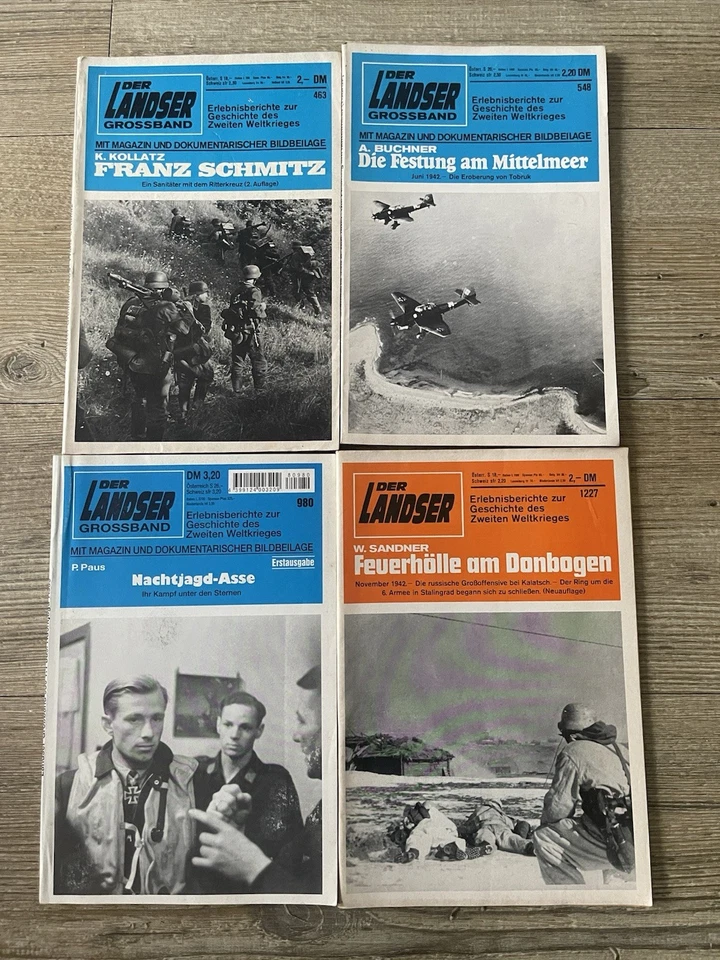 DER
LANDSER
GROSSBAND
2,– DM
463
Erlebnisberichte zur
Geschichte des
Zweiten Weltkrieges
MIT MAGAZIN UND DOKUMENTARISCHER BILDBEILAGE
K. KOLLATZ
FRANZ SCHMITZ
Ein Sanitäter mit dem Ritterkreuz (2. Auflage)
DER
LANDSER
GROSSBAND
2,20 DM
548
Erlebnisberichte zur
Geschichte des
Zweiten Weltkrieges
MIT MAGAZIN UND DOKUMENTARISCHER BILDBEILAGE
A. BUCHNER
Die Festung am Mittelmeer
Juni 1942. – Die Eroberung von Tobruk
DER
LANDSER
GROSSBAND
DM 3,20
980
Erlebnisberichte zur
Geschichte des
Zweiten Weltkrieges
MIT MAGAZIN UND DOKUMENTARISCHER BILDBEILAGE
P. Paus
Erstausgabe
Nachtjagd-Asse
Ihr Kampf unter den Sternen
DER
LANDSER
2,– DM
1227
Erlebnisberichte zur
Geschichte des
Zweiten Weltkrieges
W. SANDNER
Feuerhölle am Donbogen
November 1942. – Die russische Großoffensive bei Kalatsch. – Der Ring um die
6. Armee in Stalingrad begann sich zu schließen. (Neuauflage)